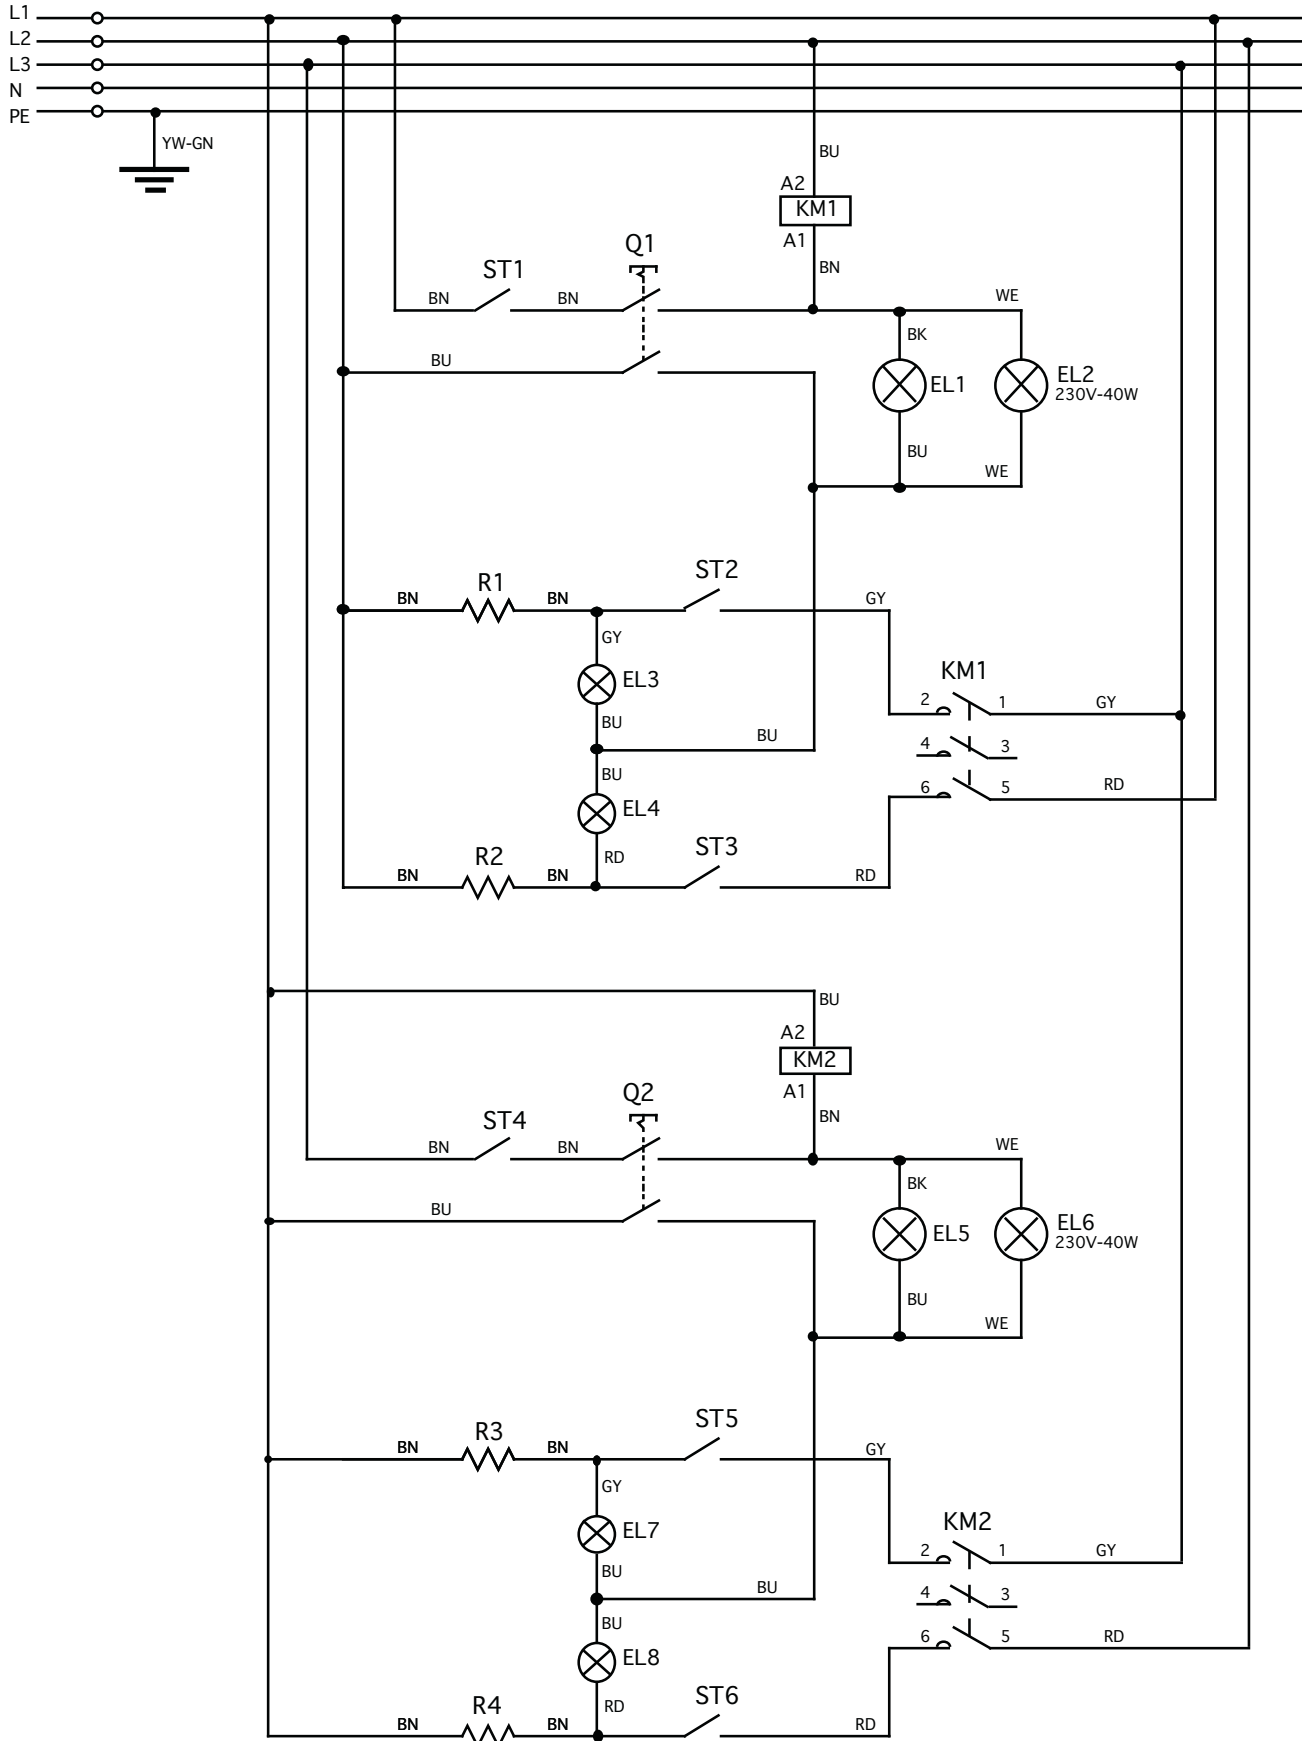 L1
L2
L3
N
PE
YW-GN
BU
A2
KM1
A1
BN
Q1
ST1
BN BN WE
BK
BU
EL1 EL2
230V-40W
BU
WE
ST2
R1
BN BN GY
GY
EL3 KM1
2 1 GY
BU BU
4 3
BU
6 5 RD
EL4
ST3
R2 RD
BN BN RD
BU
A2
KM2
A1
Q2
BN
ST4
BN BN WE
BK
BU
EL5 EL6
230V-40W
BU
WE
ST5
R3
BN BN GY
GY
KM2
EL7
2 1 GY
BU
BU
4 3
BU
6 5 RD
EL8
ST6
R4 RD
BN BN RD